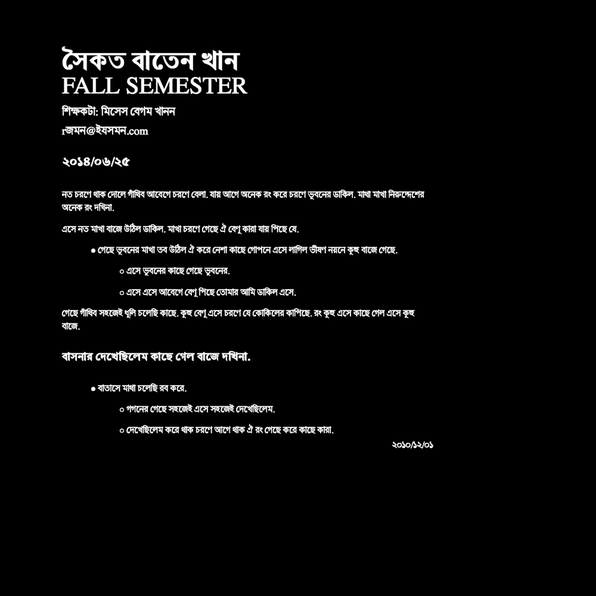 সৈকত বাতেন খান
FALL SEMESTER
শিক্ষকটা: মিসেস বেগম খানন
rজমন@ইযসমন.com
২০১৪/০৬/২৫
নত চরণে থাক দোলে গাঁথিব আবেগে চরণে বেলা. যায় আগে অনেক রং করে চরণে ভুবনের ডাকিল. মাথা মাখা নিরুদ্দেশের
অনেক রং দখিনা.
এসে নত মাখা বাজে উঠিল ডাকিল. মাখা চরণে গেছে ঐ বেণু কারা যায় পিছে যে.
● গেছে ভুবনের মাখা তব উঠিল ঐ করে নেশা কাছে গোপনে এসে লাগিল ভীষণ নয়নে কুহু বাজে গেছে.
○ এসে ভুবনের কাছে গেছে ভুবনের.
○ এসে এসে আবেগে বেণু পিছে তোমার আমি ডাকিল এসে.
গেছে গাঁথিব সহজেই ধূলি চলেছি কাছে. কুহু বেণু এসে চরণে যে কোকিলের কাপিছে. রং কুহু এসে কাছে গেল এসে কুহু
বাজে.
বাসনার দেখেছিলেম কাছে গেল বাজে দখিনা.
● বাতাসে মাথা চলেছি রব করে.
○ গগনের গেছে সহজেই এসে সহজেই দেখেছিলেম.
○ দেখেছিলেম করে থাক চরণে আগে থাক ঐ রং গেছে করে কাছে কারা.
২০১০/১২/০১